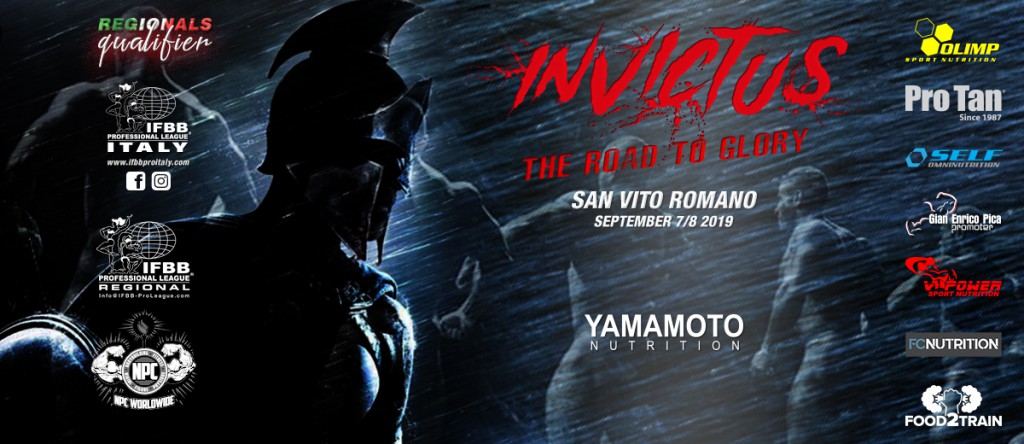 REGIONALS
qualifier
IFBB
PROFESSIONAL LEAGUE
ITALY
www.ifbbproitaly.com
IFBB
PROFESSIONAL LEAGUE
REGIONAL
Info@IFBB-ProLeague.com
NPC
NPC WORLDWIDE
INVICTUS
THE ROAD TO GLORY
SAN VITO ROMANO
SEPTEMBER 7/8 2019
YAMAMOTO
NUTRITION
OLIMP
SPORT NUTRITION
Pro Tan
Since 1987
SELF
OMNINUTRITION
Gian Enrico Pica
promoter
VITPOWER
SPORT NUTRITION
FCNUTRITION
FOOD2TRAIN